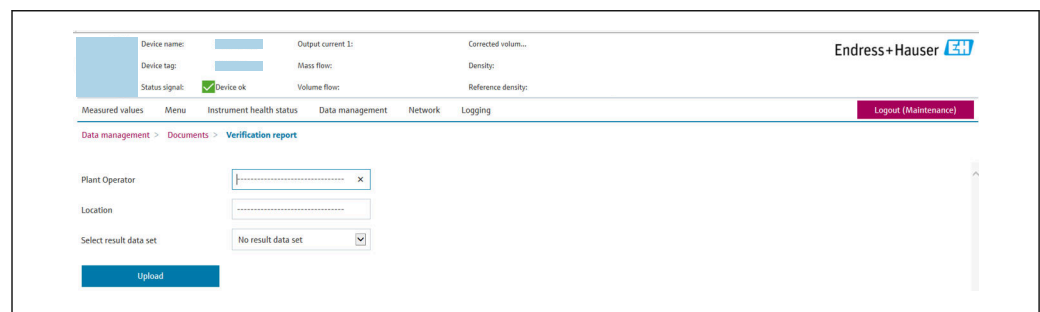 Device name: Output current 1: Corrected volum...
Endress+Hauser EH
Device tag: Mass flow: Density:
Status signal: Device ok Volume flow: Reference density:
Measured values Menu Instrument health status Data management Network Logging Logout (Maintenance)
Data management > Documents > Verification report
Plant Operator -------------------------------- ×
Location --------------------------------
Select result data set No result data set
Upload